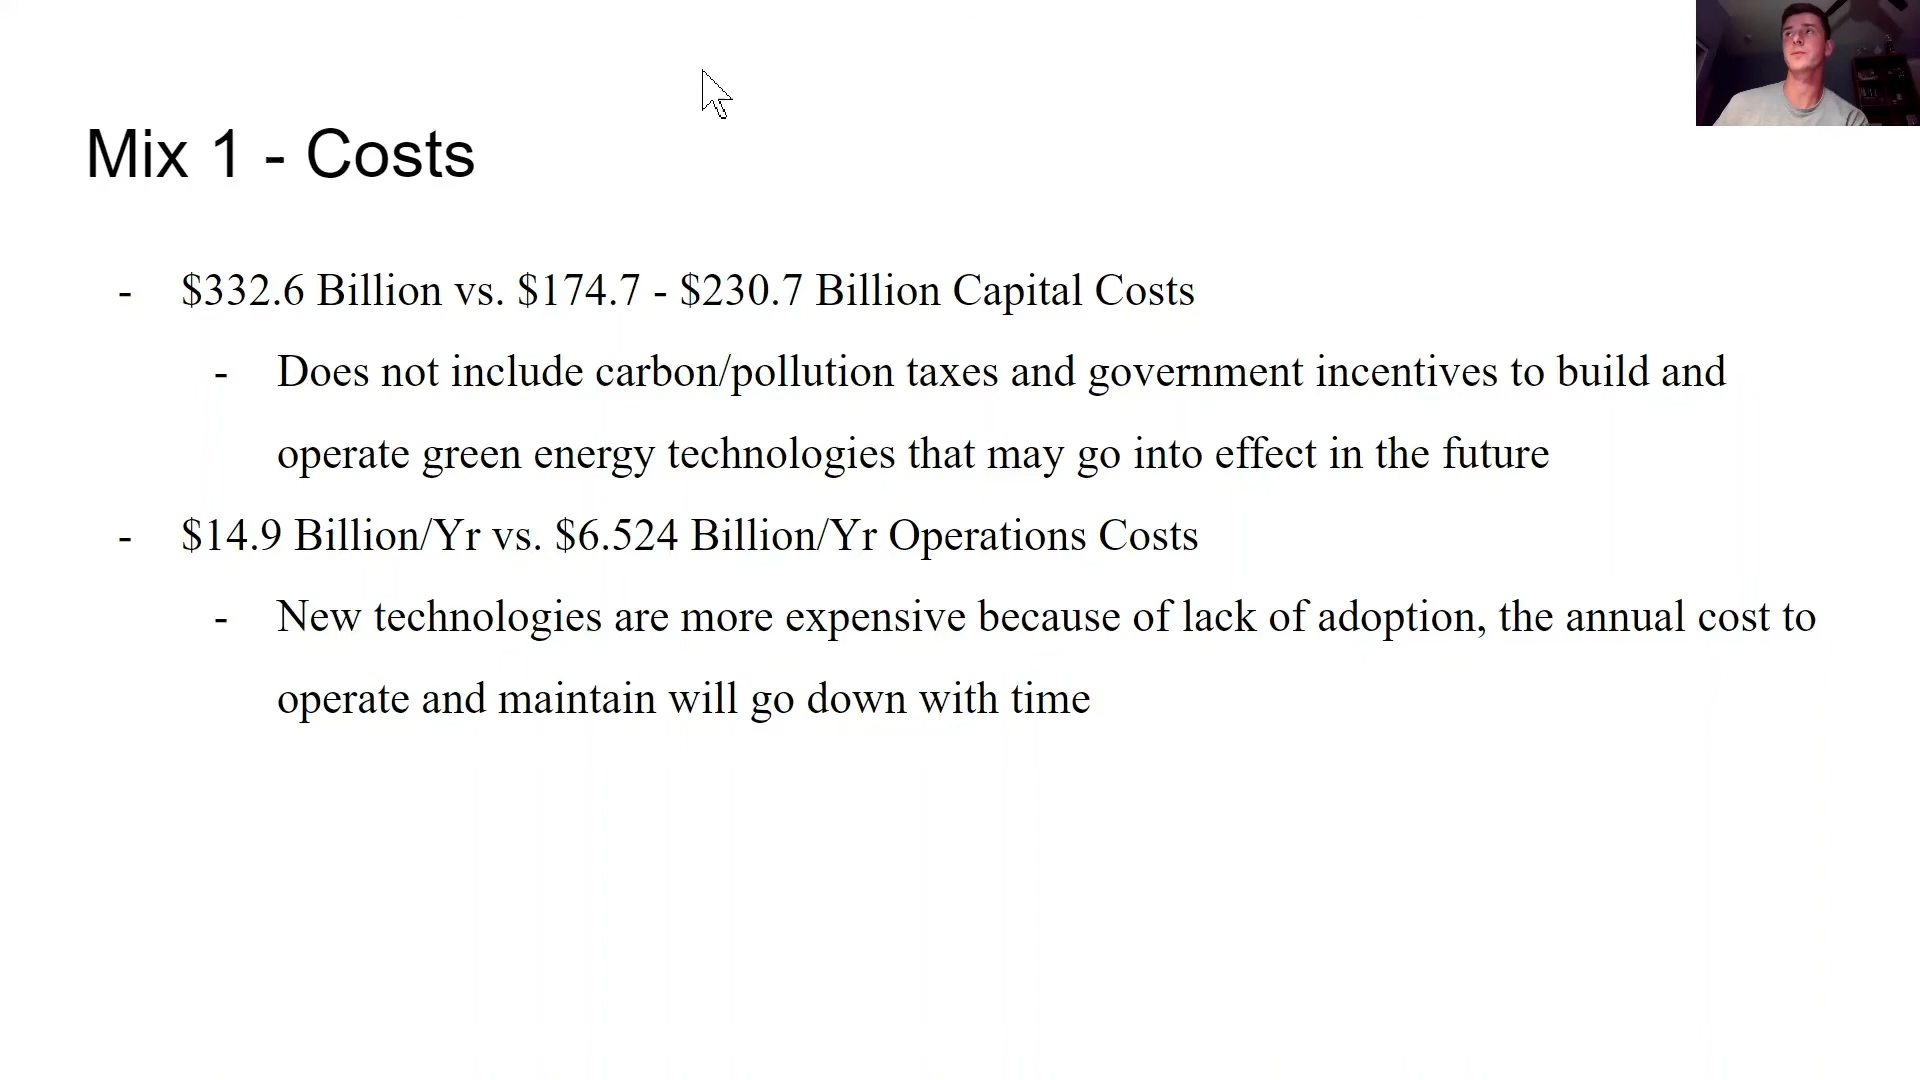 Mix 1 - Costs
- $332.6 Billion vs. $174.7 - $230.7 Billion Capital Costs
- Does not include carbon/pollution taxes and government incentives to build and
operate green energy technologies that may go into effect in the future
- $14.9 Billion/Yr vs. $6.524 Billion/Yr Operations Costs
- New technologies are more expensive because of lack of adoption, the annual cost to
operate and maintain will go down with time